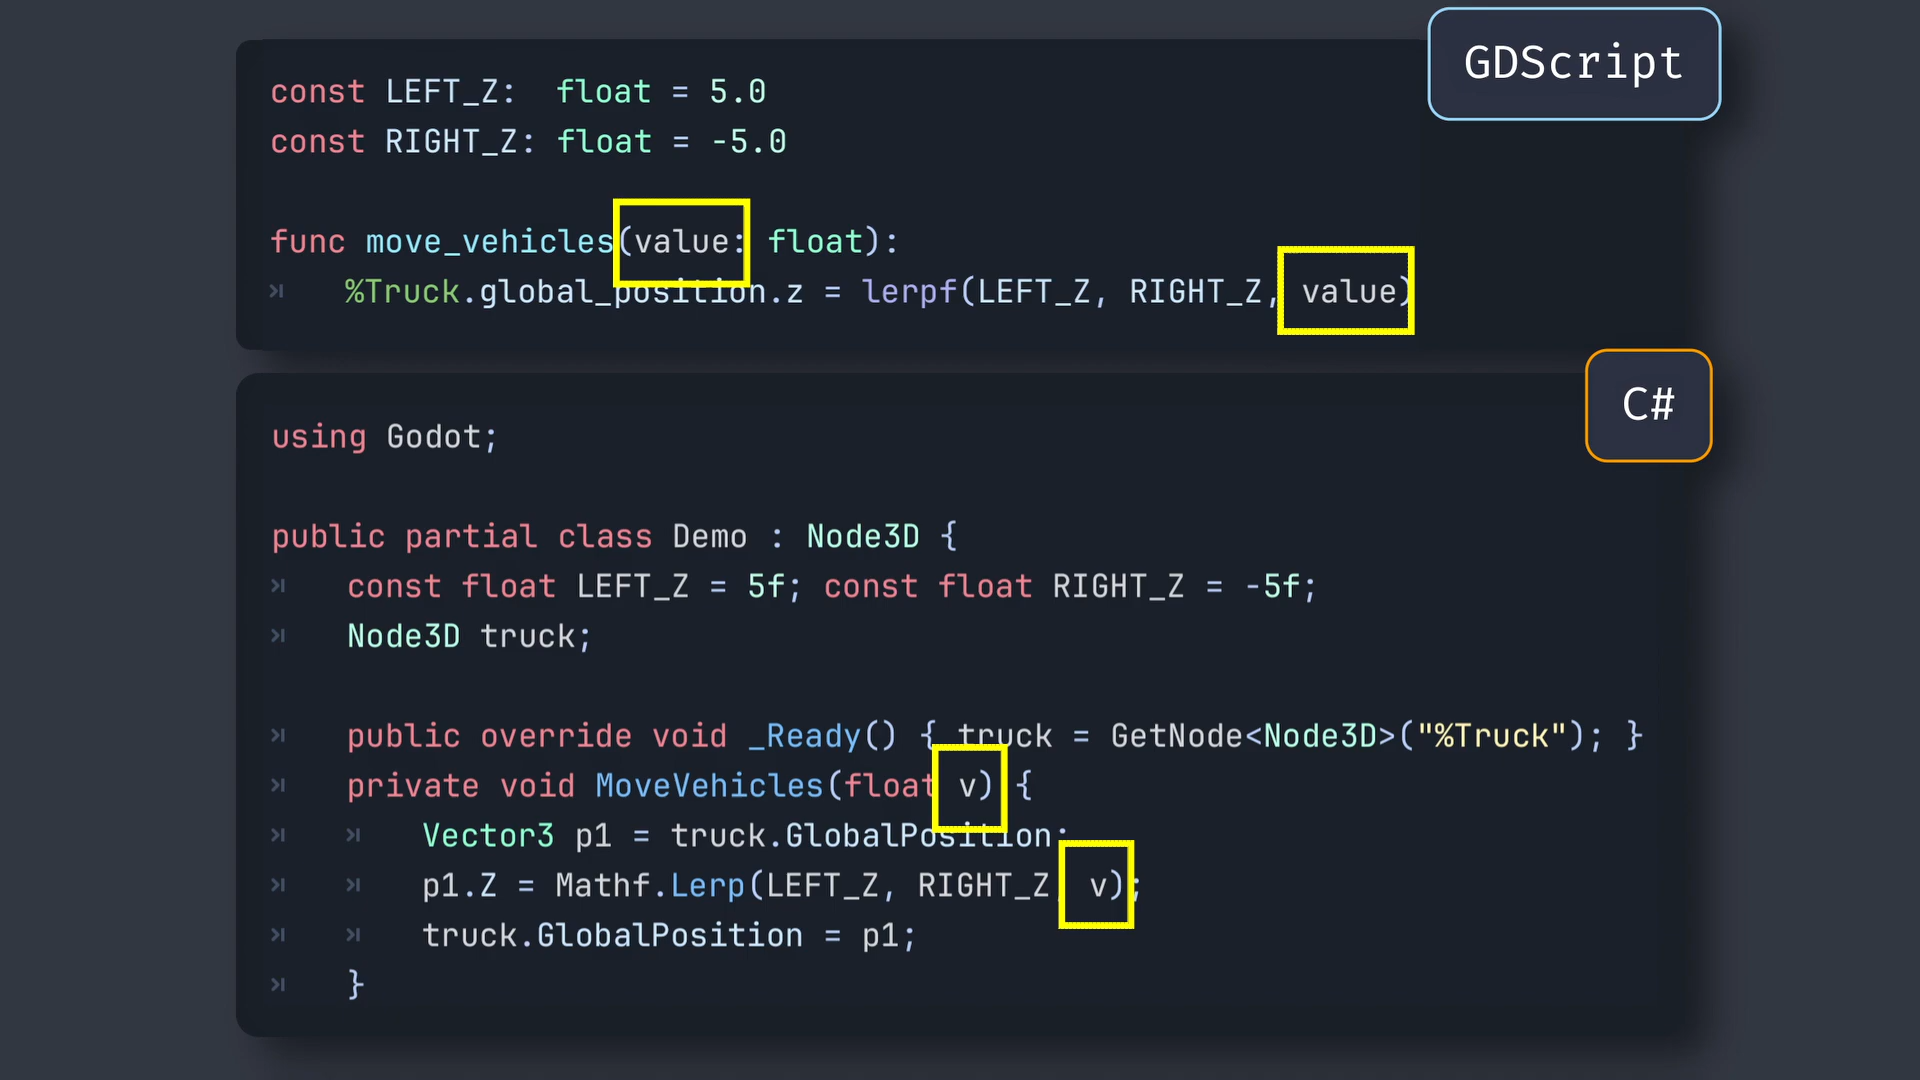 GDScript
const LEFT_Z:  float = 5.0
const RIGHT_Z: float = -5.0
func move_vehicles(value: float):
%Truck.global_position.z = lerpf(LEFT_Z, RIGHT_Z, value)
C#
using Godot;
public partial class Demo : Node3D {
const float LEFT_Z = 5f; const float RIGHT_Z = -5f;
Node3D truck;
public override void _Ready() { truck = GetNode<Node3D>("%Truck"); }
private void MoveVehicles(float v) {
Vector3 p1 = truck.GlobalPosition;
p1.Z = Mathf.Lerp(LEFT_Z, RIGHT_Z, v);
truck.GlobalPosition = p1;
}